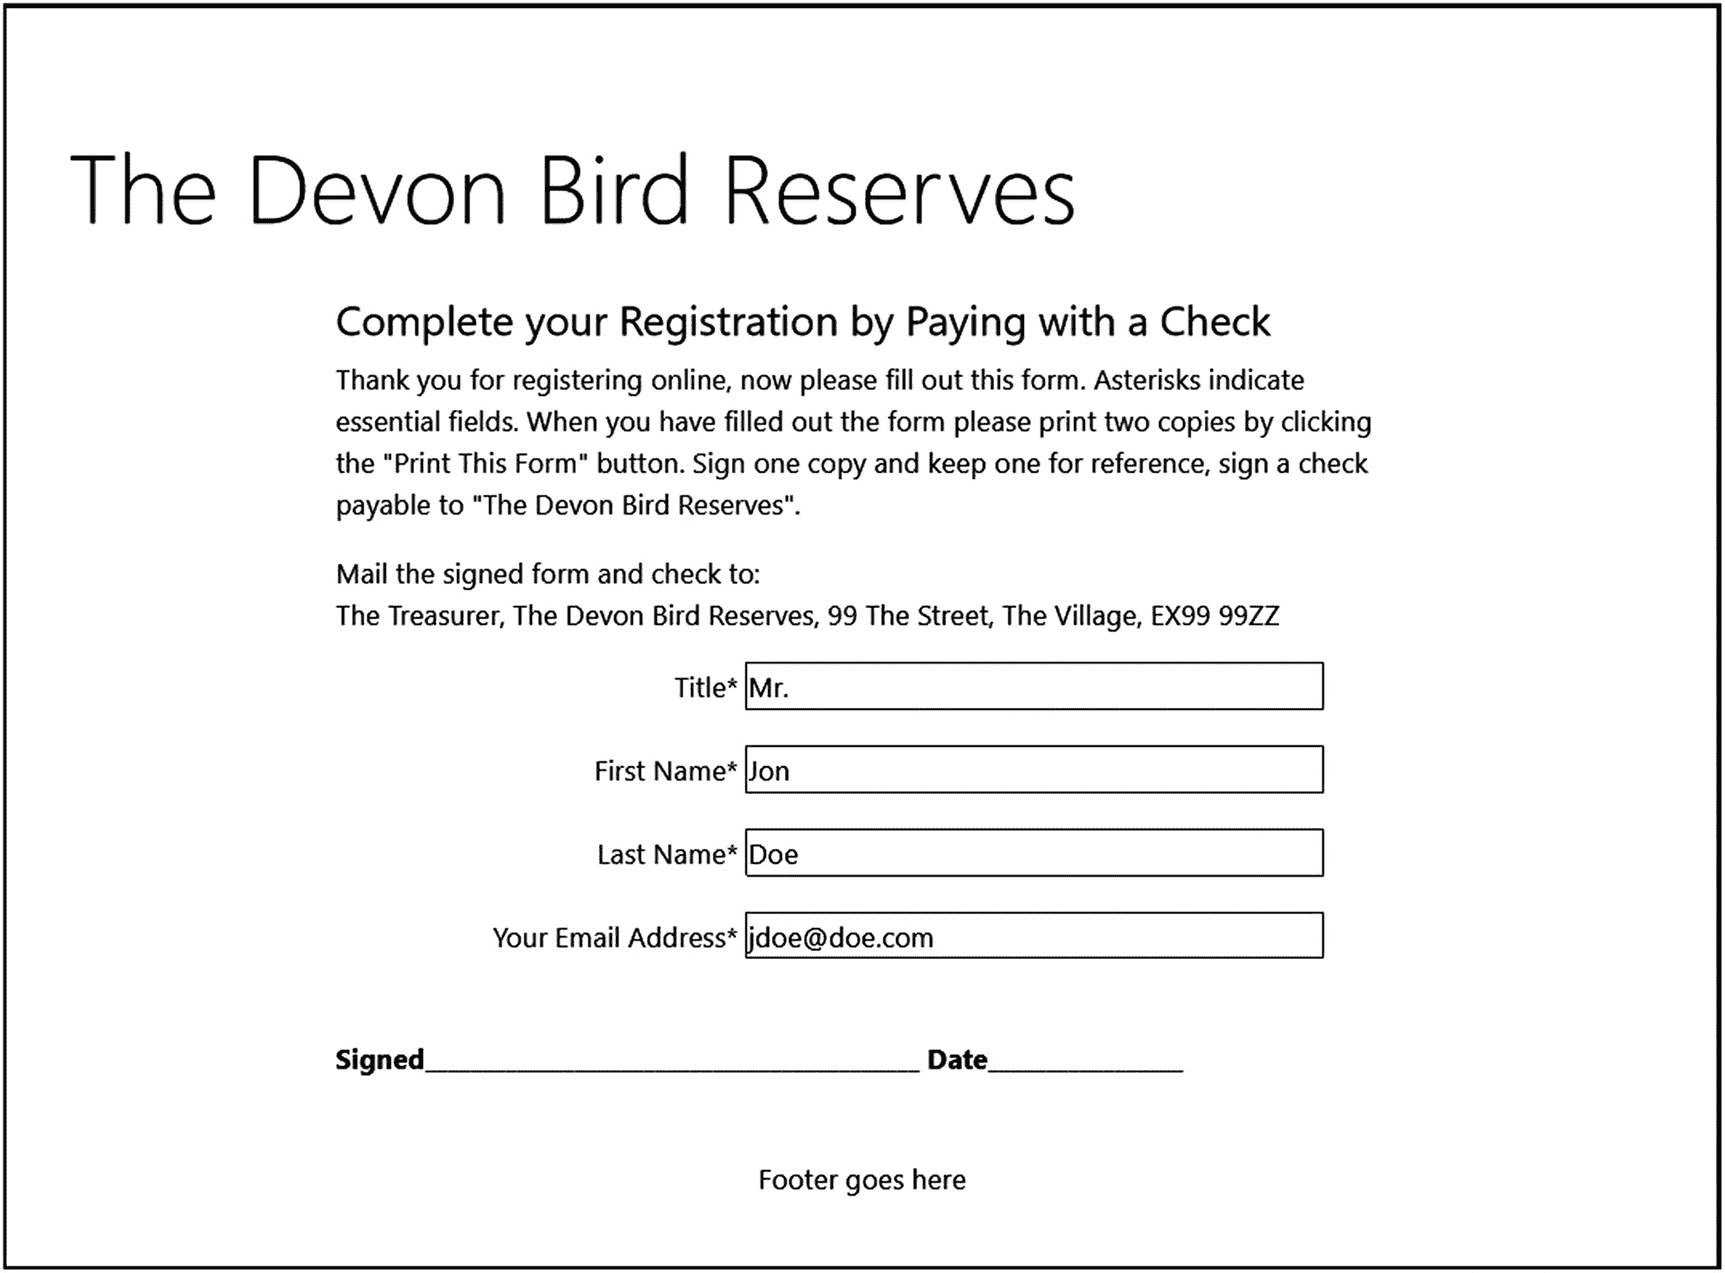 The Devon Bird Reserves
Complete your Registration by Paying with a Check
Thank you for registering online, now please fill out this form. Asterisks indicate
essential fields. When you have filled out the form please print two copies by clicking
the "Print This Form" button. Sign one copy and keep one for reference, sign a check
payable to "The Devon Bird Reserves".
Mail the signed form and check to:
The Treasurer, The Devon Bird Reserves, 99 The Street, The Village, EX99 99ZZ
Title* Mr.
First Name* Jon
Last Name* Doe
Your Email Address* jdoe@doe.com
Signed__________________________________ Date_____________
Footer goes here